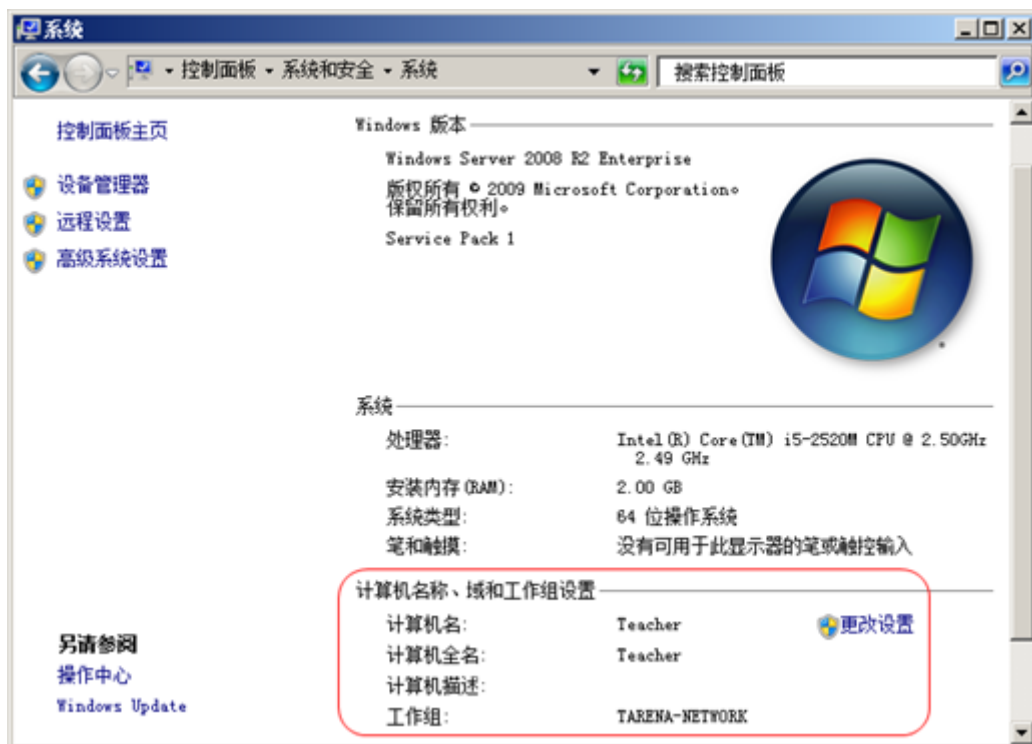 系统
控制面板 系统和安全 系统 搜索控制面板
控制面板主页
设备管理器
远程设置
高级系统设置
Windows 版本
Windows Server 2008 R2 Enterprise
版权所有 © 2009 Microsoft Corporation。
保留所有权利。
Service Pack 1
系统
处理器: Intel(R) Core(TM) i5-2520M CPU @ 2.50GHz
2.49 GHz
安装内存(RAM): 2.00 GB
系统类型: 64 位操作系统
笔和触摸: 没有可用于此显示器的笔或触控输入
计算机名称、域和工作组设置
计算机名: Teacher 更改设置
计算机全名: Teacher
计算机描述:
工作组: TARENA-NETWORK
另请参阅
操作中心
Windows Update